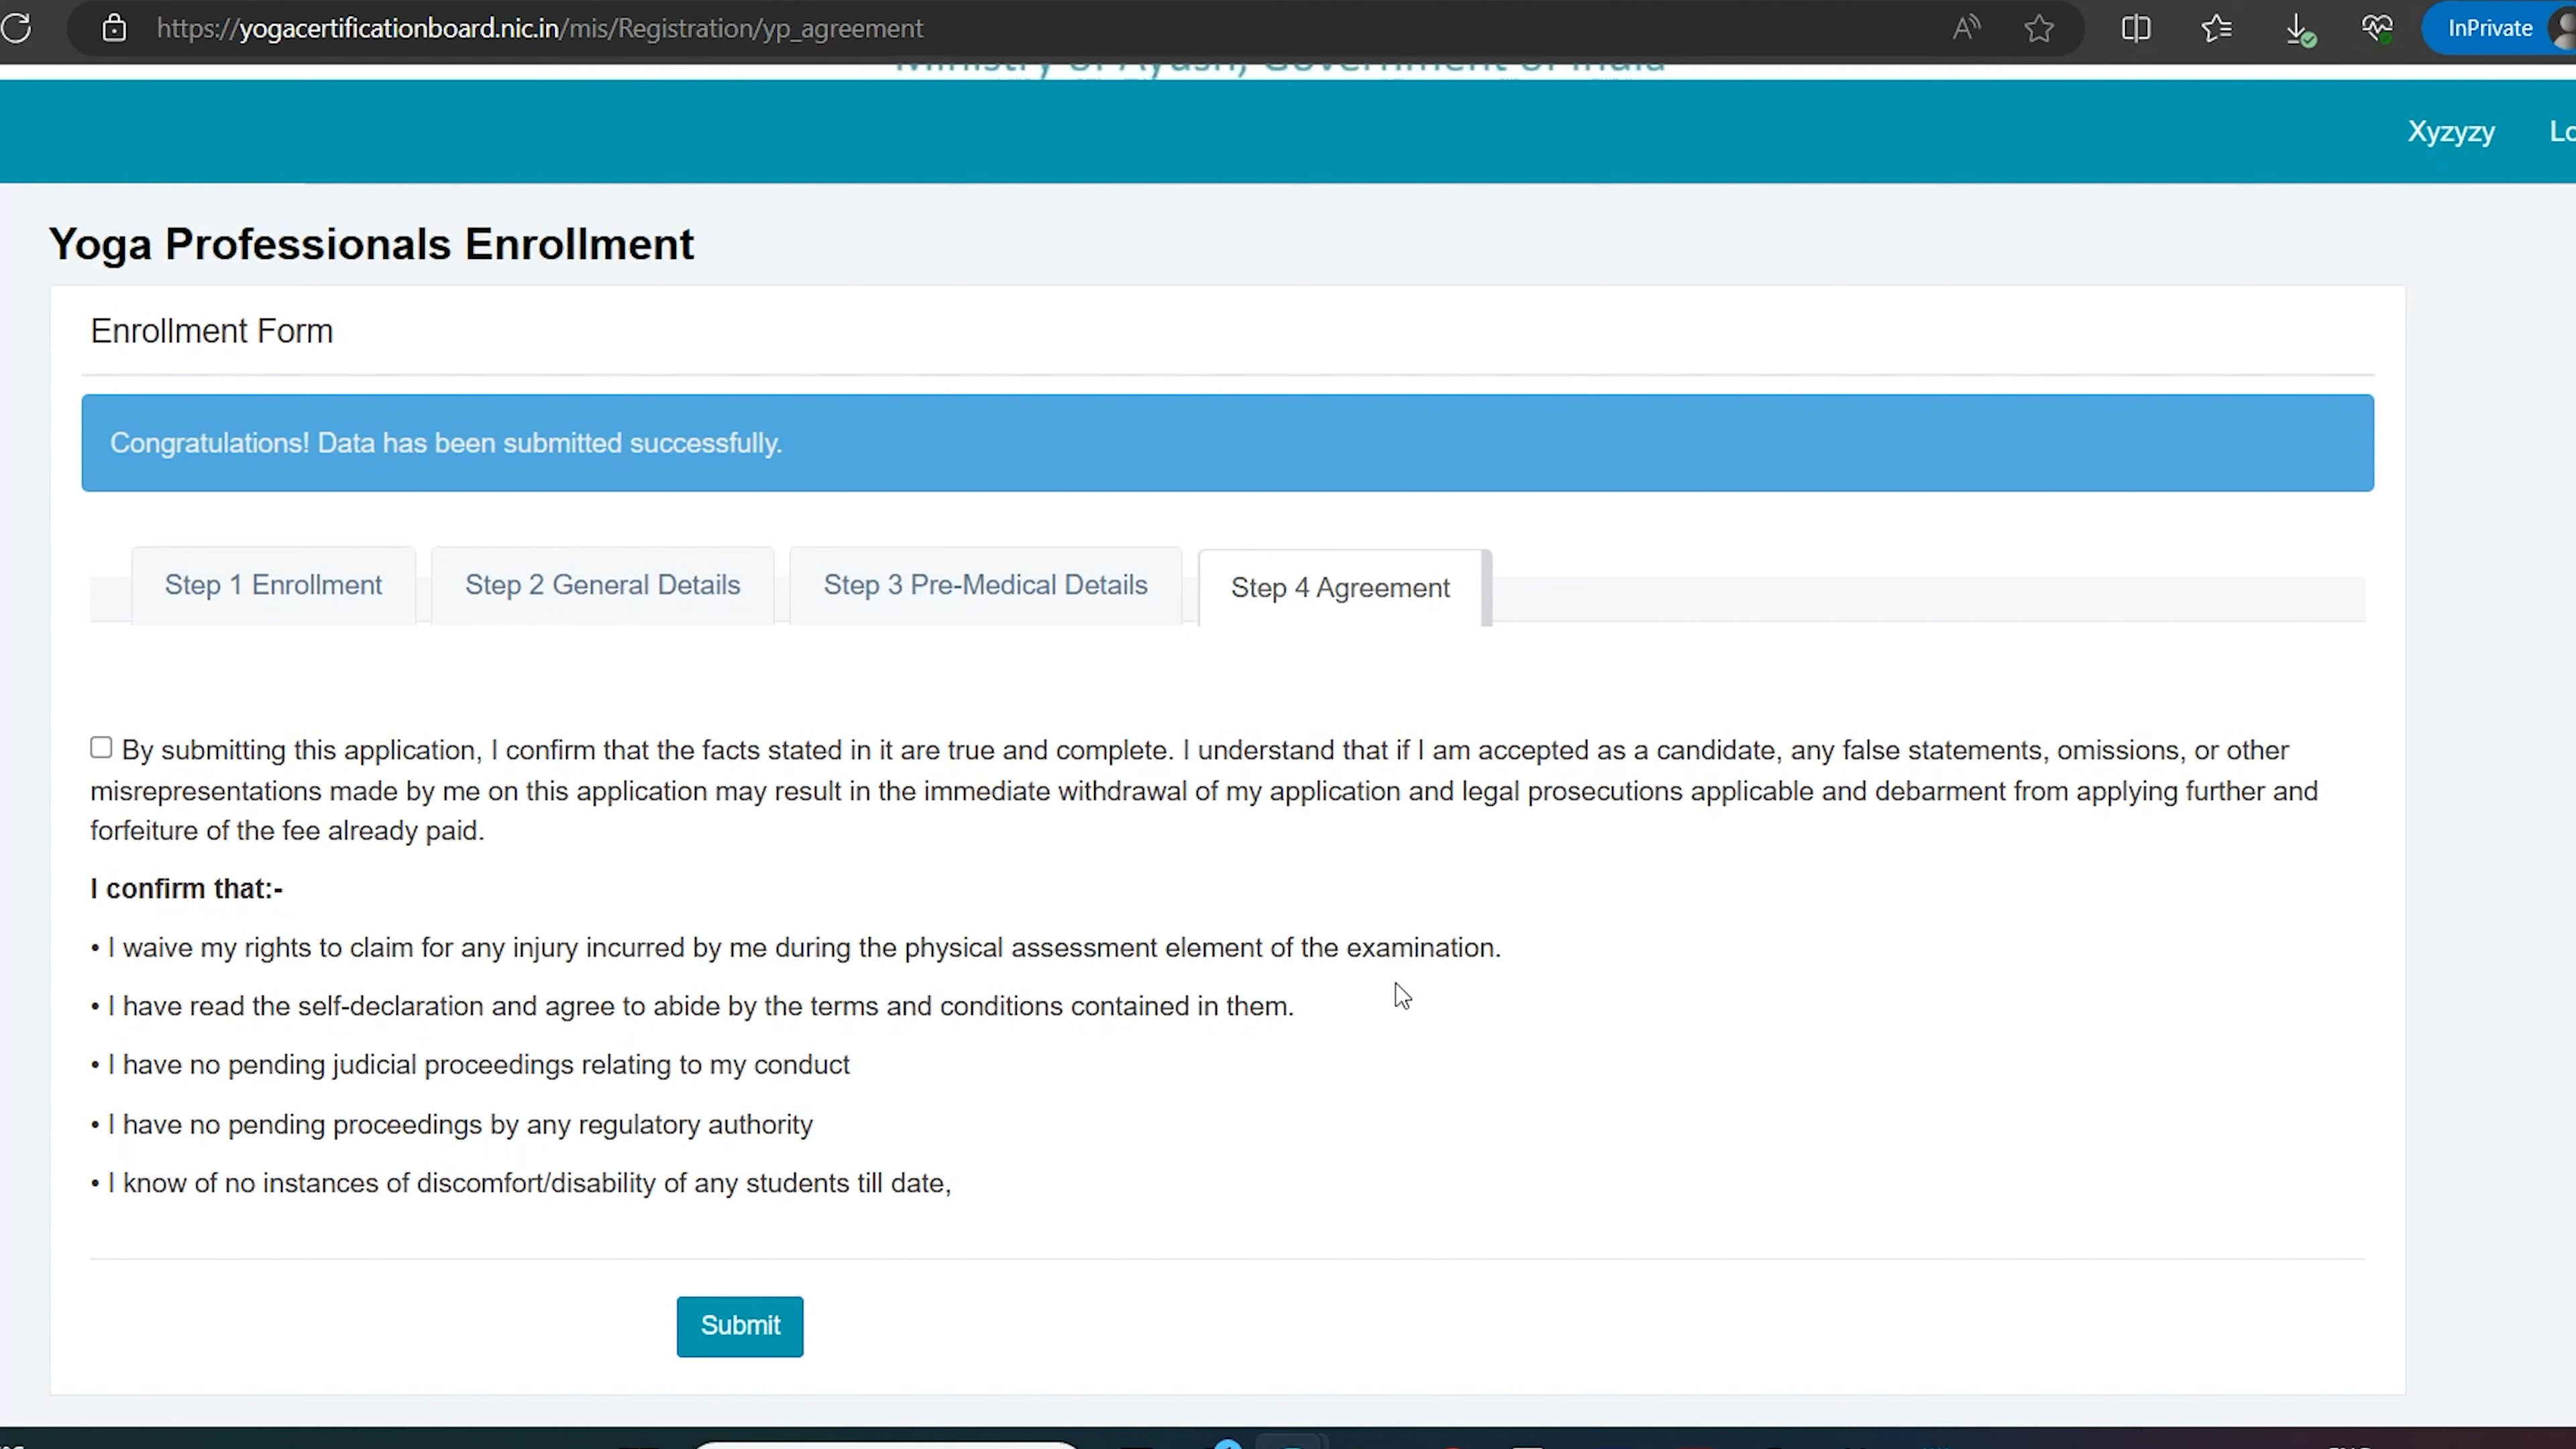 https://yogacertificationboard.nic.in/mis/Registration/yp_agreement
InPrivate
Ministry of Ayush, Government of India
Xyzyzy
Yoga Professionals Enrollment
Enrollment Form
Congratulations! Data has been submitted successfully.
Step 1 Enrollment Step 2 General Details Step 3 Pre-Medical Details Step 4 Agreement
By submitting this application, I confirm that the facts stated in it are true and complete. I understand that if I am accepted as a candidate, any false statements, omissions, or other
misrepresentations made by me on this application may result in the immediate withdrawal of my application and legal prosecutions applicable and debarment from applying further and
forfeiture of the fee already paid.
I confirm that:-
• I waive my rights to claim for any injury incurred by me during the physical assessment element of the examination.
• I have read the self-declaration and agree to abide by the terms and conditions contained in them.
• I have no pending judicial proceedings relating to my conduct
• I have no pending proceedings by any regulatory authority
• I know of no instances of discomfort/disability of any students till date,
Submit